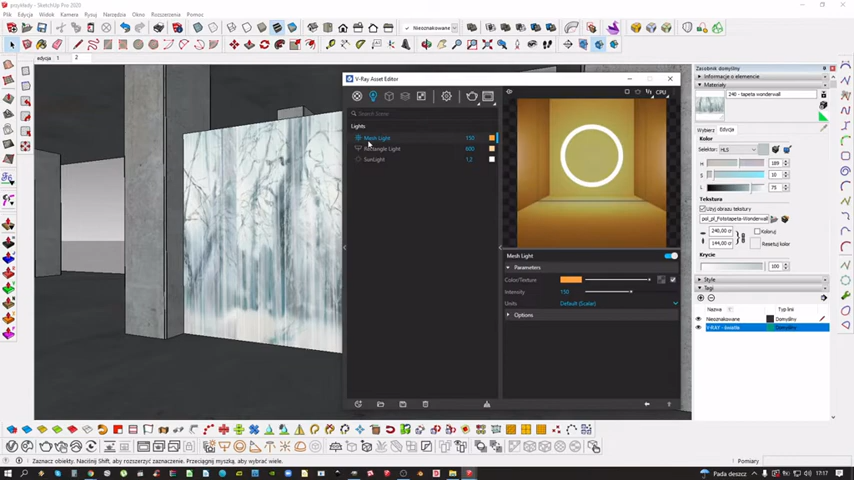 przykłady - SketchUp Pro 2020
Plik Edycja Widok Kamera Rysuj Narzędzia Okno Rozszerzenia Pomoc
Nieoznakowane
edycja 1 2
V-Ray Asset Editor
CPU
Search Scene
Lights
Mesh Light 150
Rectangle Light 600
SunLight 1.2
Mesh Light
Parameters
Color/Texture
Intensity 150
Units Default (Scalar)
Options
Zasobnik domyślny
Informacje o elemencie
Materiały
240 - tapeta wonderwall
Wybierz Edycja
Kolor
Selektor: HLS
H 189
S 10
L 75
Tekstura
Użyj obrazu tekstury
pol_pl_Fototapeta-Wonderwall
240,00 cr
Koloruj
144,00 cr
Resetuj kolor
Krycie
100
Style
Tagi
Nazwa Typ linii
Nieoznakowane Domyślny
Domyślny
Zaznacz obiekty. Naciśnij Shift, aby rozszerzyć zaznaczenie. Przeciągnij myszką, aby wybrać wiele.
Pomiary
Pada deszcz
17:17